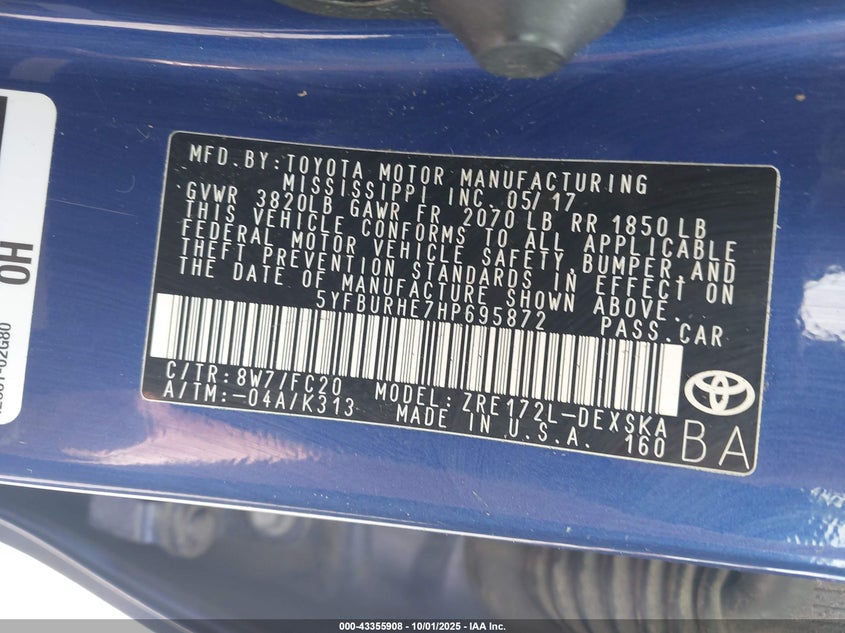 MFD.BY:TOYOTA MOTOR MANUFACTURING
MISSISSIPPI INC. 05/17
GVWR 3820LB GAWR FR 2070 LB RR 1850 LB
THIS VEHICLE CONFORMS TO ALL APPLICABLE
FEDERAL MOTOR VEHICLE SAFETY, BUMPER, AND
THEFT PREVENTION STANDARDS IN EFFECT ON
THE DATE OF MANUFACTURE SHOWN ABOVE.
5YFBURHE7HP695872 PASS.CAR
C/TR:8W7/FC20 MODEL:ZRE172L-DEXSKA
A/TM:-04A/K313 MADE IN U.S.A. 160 BA
HO
000-43355908 - 10/01/2025 - IAA Inc.